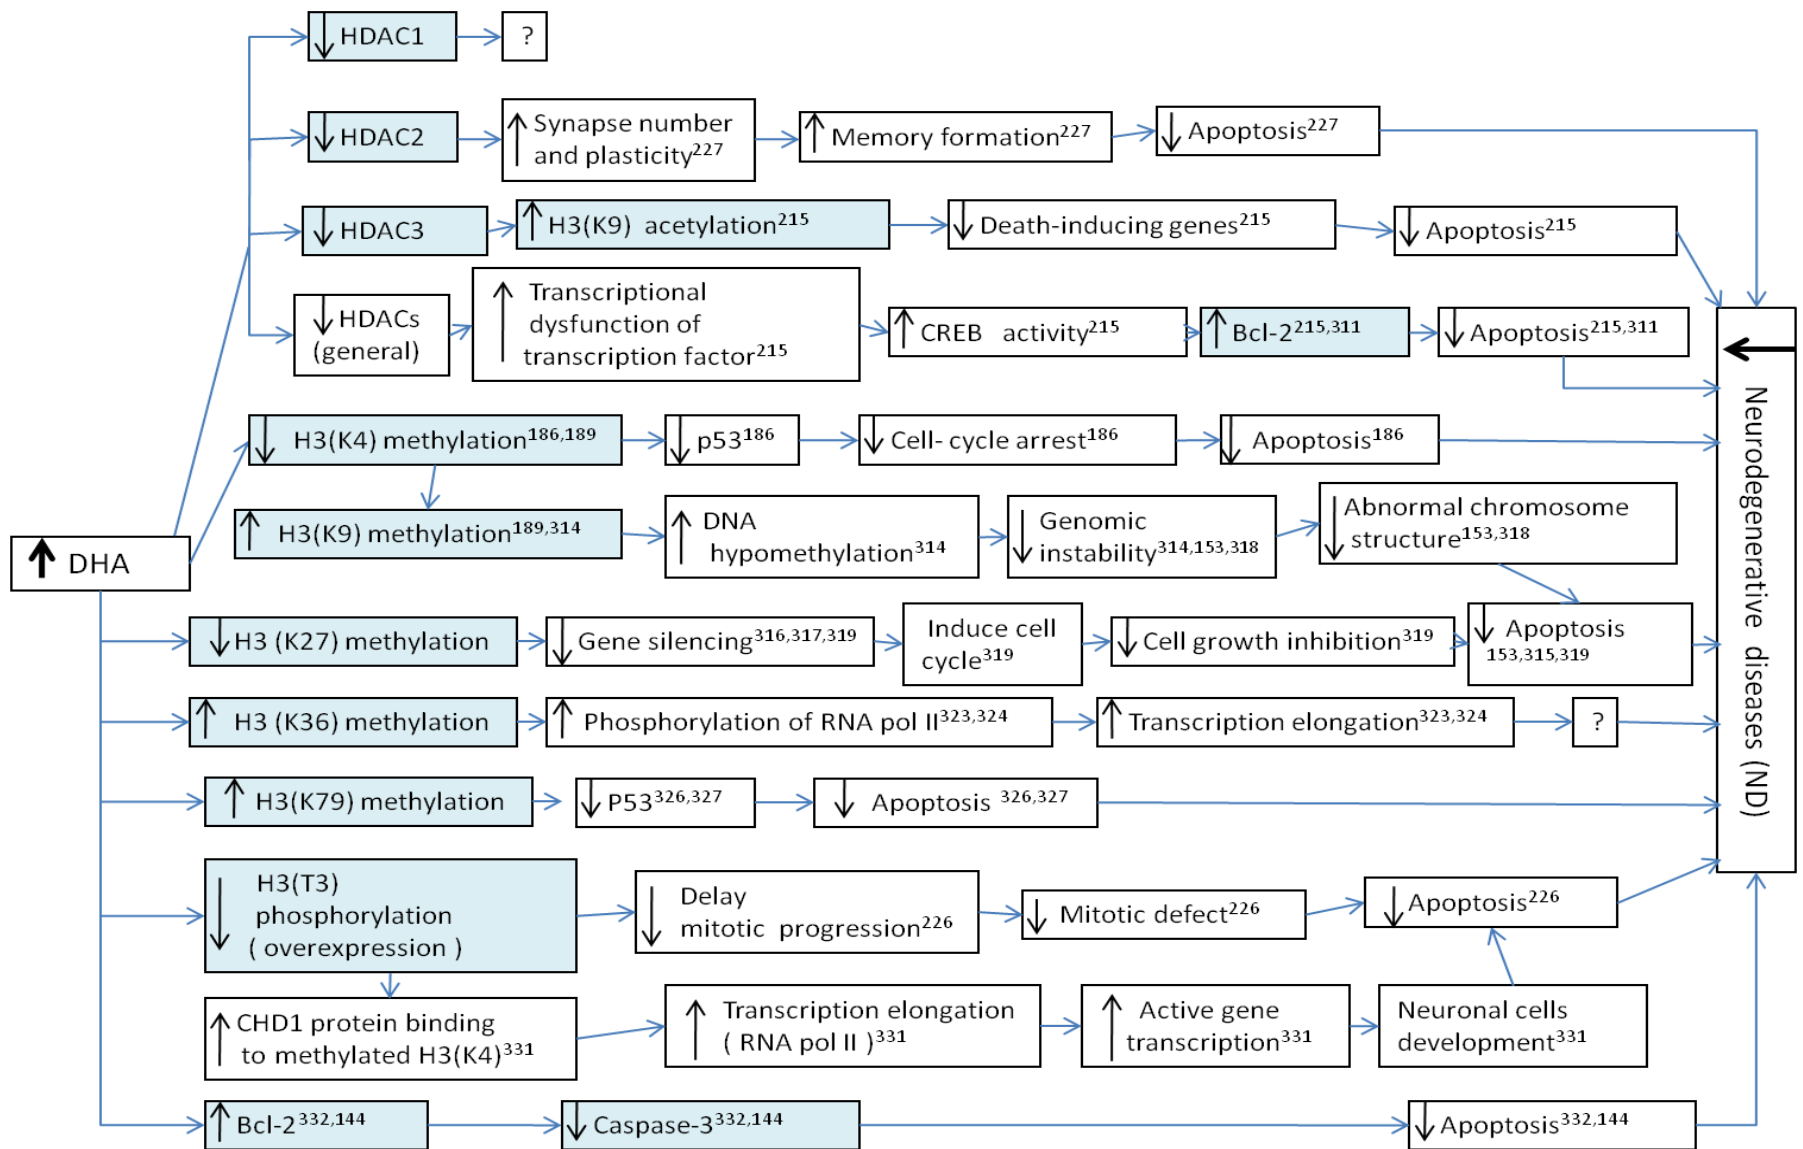 HDAC1
?
HDAC2
Synapse number
and plasticity227
Memory formation227
Apoptosis227
HDAC3
H3(K9) acetylation215
Death-inducing genes215
Apoptosis215
HDACs
(general)
Transcriptional
dysfunction of
transcription factor215
CREB activity215
Bcl-2215,311
Apoptosis215,311
H3(K4) methylation186,189
p53186
Cell- cycle arrest186
Apoptosis186
H3(K9) methylation189,314
DNA
hypomethylation314
Genomic
instability314,153,318
Abnormal chromosome
structure153,318
DHA
H3 (K27) methylation
Gene silencing316,317,319
Induce cell
cycle319
Cell growth inhibition319
Apoptosis
153,315,319
H3 (K36) methylation
Phosphorylation of RNA pol II323,324
Transcription elongation323,324
?
H3(K79) methylation
P53326,327
Apoptosis 326,327
H3(T3)
phosphorylation
( overexpression )
Delay
mitotic progression226
Mitotic defect226
Apoptosis226
CHD1 protein binding
to methylated H3(K4)331
Transcription elongation
( RNA pol II )331
Active gene
transcription331
Neuronal cells
development331
Bcl-2332,144
Caspase-3332,144
Apoptosis332,144
Neurodegenerative diseases (ND)